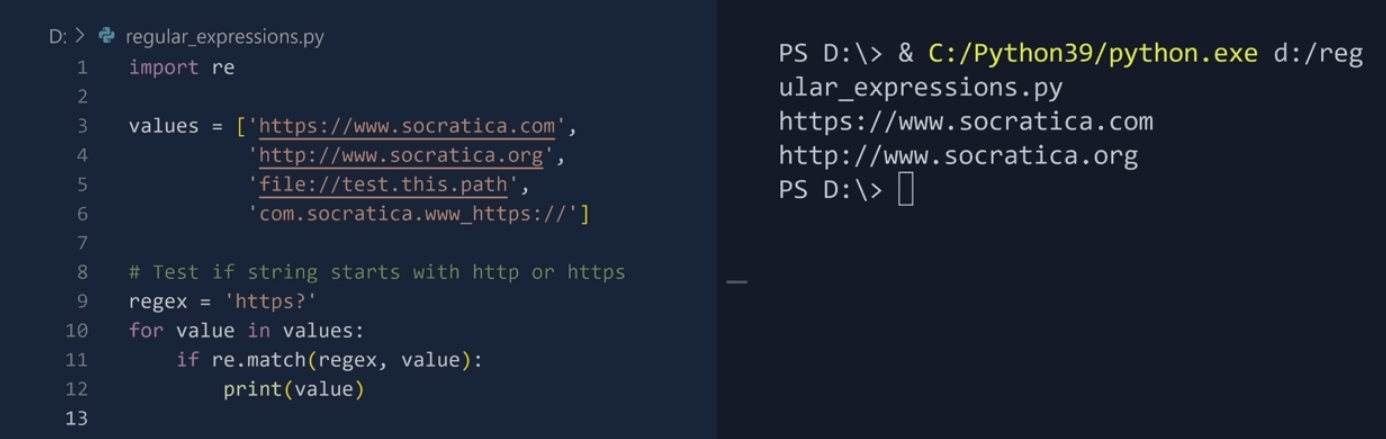 D: > regular_expressions.py
1 import re
2
3 values = ['https://www.socratica.com',
4 'http://www.socratica.org',
5 'file://test.this.path',
6 'com.socratica.www_https://']
7
8 # Test if string starts with http or https
9 regex = 'https?'
10 for value in values:
11 if re.match(regex, value):
12 print(value)
13
PS D:\> & C:/Python39/python.exe d:/reg
ular_expressions.py
https://www.socratica.com
http://www.socratica.org
PS D:\>